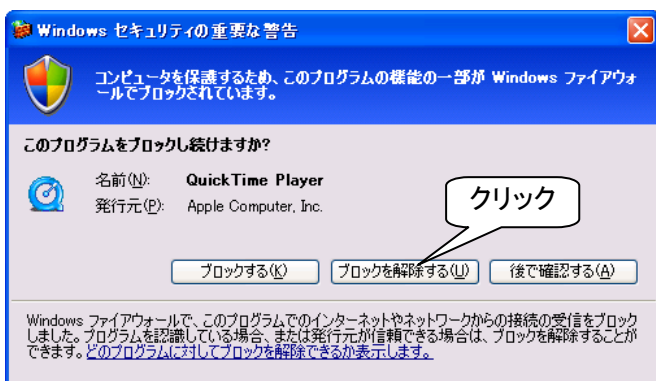 Windows セキュリティの重要な警告
コンピュータを保護するため、このプログラムの機能の一部が Windows ファイアウォ
ールでブロックされています。
このプログラムをブロックし続けますか?
名前(N): QuickTime Player
発行元(P): Apple Computer, Inc.
クリック
ブロックする(K) ブロックを解除する(U) 後で確認する(A)
Windows ファイアウォールで、このプログラムでのインターネットやネットワークからの接続の受信をブロック
しました。プログラムを認識している場合、または発行元が信頼できる場合は、ブロックを解除することが
できます。どのプログラムに対してブロックを解除できるか表示します。